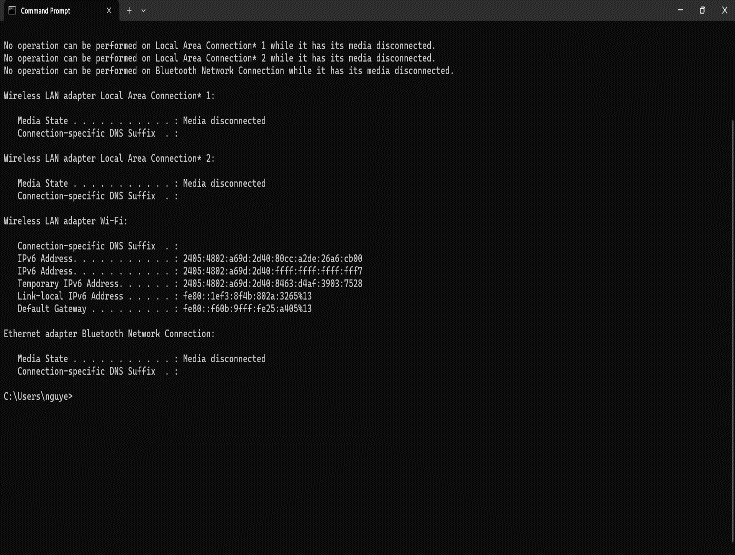 Command Prompt
No operation can be performed on Local Area Connection* 1 while it has its media disconnected.
No operation can be performed on Local Area Connection* 2 while it has its media disconnected.
No operation can be performed on Bluetooth Network Connection while it has its media disconnected.
Wireless LAN adapter Local Area Connection* 1:
Media State . . . . . . . . . . . : Media disconnected
Connection-specific DNS Suffix  . :
Wireless LAN adapter Local Area Connection* 2:
Media State . . . . . . . . . . . : Media disconnected
Connection-specific DNS Suffix  . :
Wireless LAN adapter Wi-Fi:
Connection-specific DNS Suffix  . :
IPv6 Address. . . . . . . . . . . : 2405:4802:a69d:2d40:80cc:a2de:26a6:cb00
IPv6 Address. . . . . . . . . . . : 2405:4802:a69d:2d40:ffff:ffff:ffff:fff7
Temporary IPv6 Address. . . . . . : 2405:4802:a69d:2d40:8463:d4af:3903:7528
Link-local IPv6 Address . . . . . : fe80::1ef3:8f4b:802a:3265%13
Default Gateway . . . . . . . . . : fe80::f60b:9fff:fe25:a405%13
Ethernet adapter Bluetooth Network Connection:
Media State . . . . . . . . . . . : Media disconnected
Connection-specific DNS Suffix  . :
C:\Users\nguye>